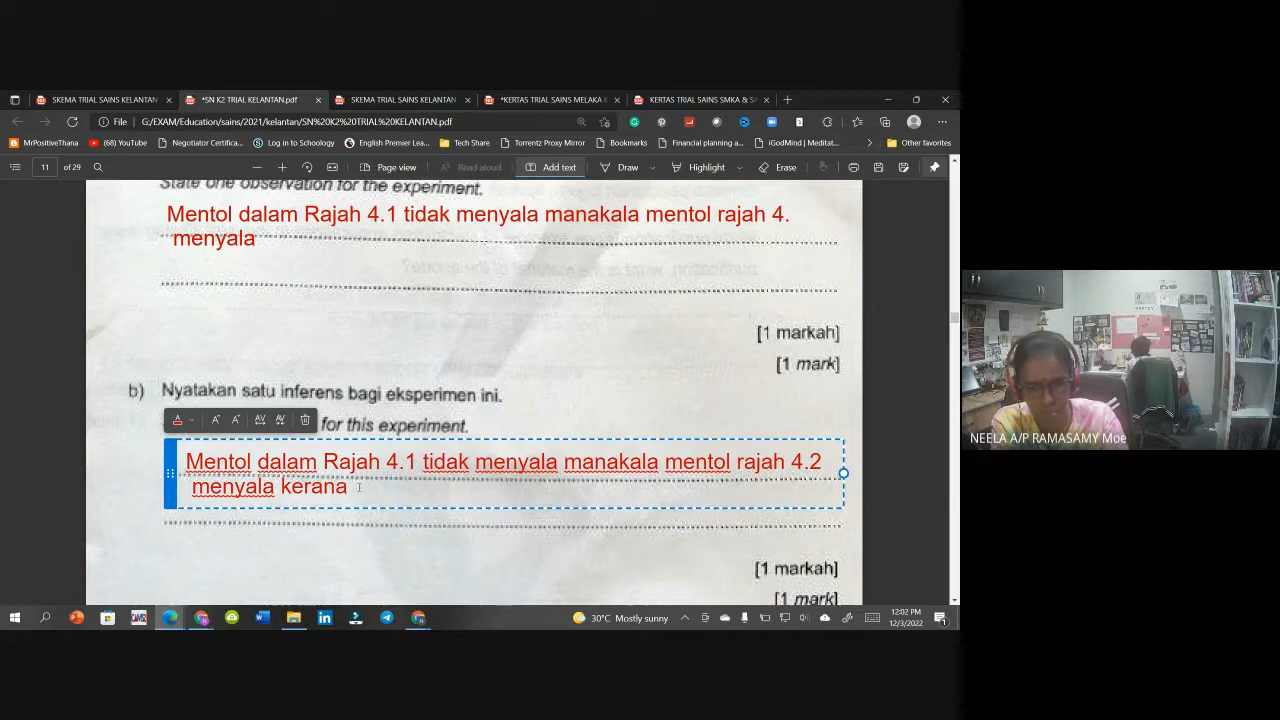 SKEMA TRIAL SAINS KELANTAN
*SN K2 TRIAL KELANTAN.pdf
SKEMA TRIAL SAINS KELANTAN
*KERTAS TRIAL SAINS MELAKA K
KERTAS TRIAL SAINS SMKA & S
File
G:/EXAM/Education/sains/2021/kelantan/SN%20K2%20TRIAL%20KELANTAN.pdf
MrPositiveThana
(68) YouTube
Negotiator Certific...
Log in to Schoology
English Premier Lea...
Tech Share
Torrentz Proxy Mirror
Bookmarks
Financial planning a...
iGodMind | Meditat...
Other favorites
11 of 29
Page view
Read aloud
Add text
Draw
Highlight
Erase
State one observation for the experiment.
Mentol dalam Rajah 4.1 tidak menyala manakala mentol rajah 4.
menyala
[1 markah]
[1 mark]
b) Nyatakan satu inferens bagi eksperimen ini.
for this experiment.
Mentol dalam Rajah 4.1 tidak menyala manakala mentol rajah 4.2
menyala kerana
[1 markah]
[1 mark]
NEELA A/P RAMASAMY Moe
30°C Mostly sunny
12:02 PM
12/3/2022